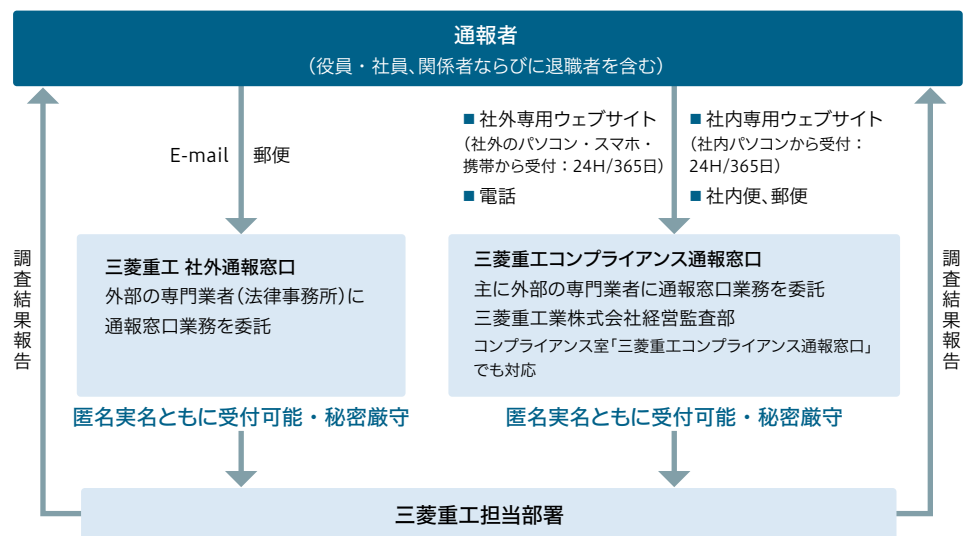 通報者
（役員・社員、関係者ならびに退職者を含む）
E-mail 郵便
■ 社外専用ウェブサイト
（社外のパソコン・スマホ・
携帯から受付：24H/365日）
■ 電話
■ 社内専用ウェブサイト
（社内パソコンから受付：
24H/365日）
■ 社内便、郵便
調査結果報告
三菱重工 社外通報窓口
外部の専門業者（法律事務所）に
通報窓口業務を委託
三菱重工コンプライアンス通報窓口
主に外部の専門業者に通報窓口業務を委託
三菱重工業株式会社経営監査部
コンプライアンス室「三菱重工コンプライアンス通報窓口」
でも対応
調査結果報告
匿名実名ともに受付可能・秘密厳守
匿名実名ともに受付可能・秘密厳守
三菱重工担当部署